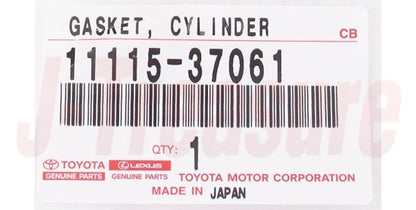 GASKET, CYLINDER
CB
11115-37061
QTY: 1
TOYOTA LEXUS
GENUINE PARTS GENUINE PARTS TOYOTA MOTOR CORPORATION
MADE IN JAPAN
J-Treasure